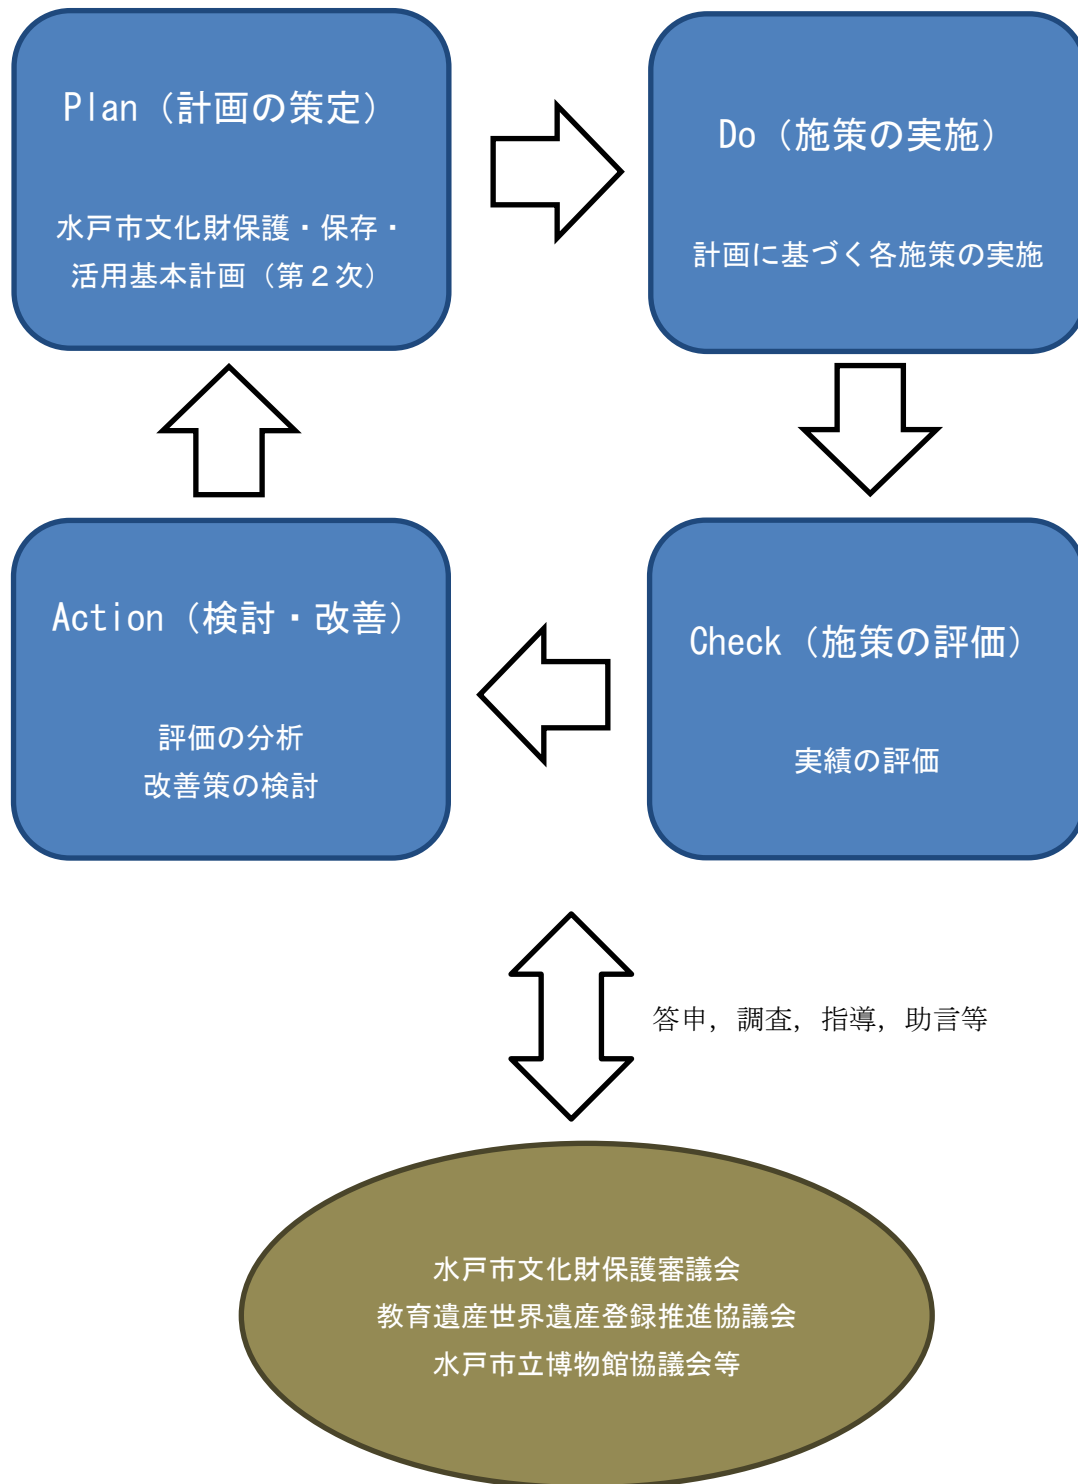 Plan（計画の策定）
水戸市文化財保護・保存・
活用基本計画（第２次）
Do（施策の実施）
計画に基づく各施策の実施
Action（検討・改善）
評価の分析
改善策の検討
Check（施策の評価）
実績の評価
答申，調査，指導，助言等
水戸市文化財保護審議会
教育遺産世界遺産登録推進協議会
水戸市立博物館協議会等